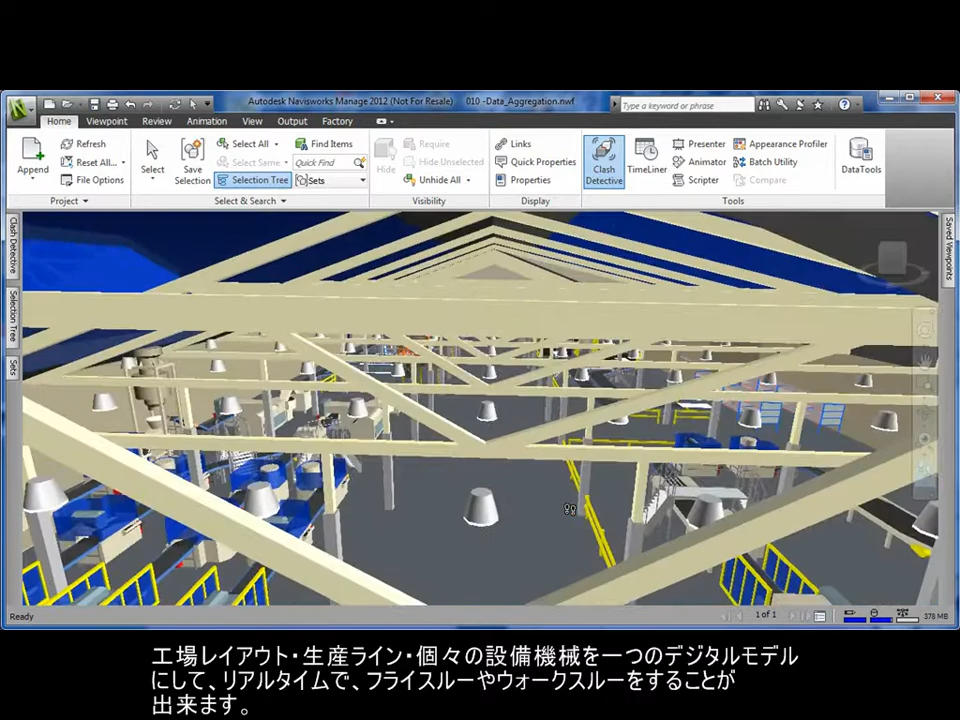 Autodesk Navisworks Manage 2012 (Not For Resale) 010 -Data_Aggregation.nwf
Type a keyword or phrase
Home Viewpoint Review Animation View Output Factory
Append
Refresh
Reset All...
File Options
Project
Select
Save Selection
Select All
Select Same
Selection Tree
Find Items
Quick Find
Sets
Select & Search
Hide
Require
Hide Unselected
Unhide All
Visibility
Links
Quick Properties
Properties
Display
Clash Detective
TimeLiner
Presenter
Animator
Scripter
Appearance Profiler
Batch Utility
Compare
DataTools
Tools
Clash Detective
Selection Tree
Sets
Saved Viewpoints
Ready
1 of 1
378 MB
工場レイアウト・生産ライン・個々の設備機械を一つのデジタルモデル
にして、リアルタイムで、フライスルーやウォークスルーをすることが
出来ます。